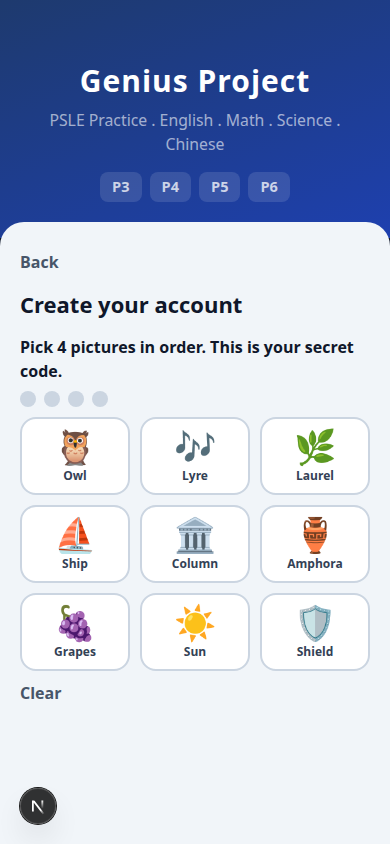 Genius Project
PSLE Practice . English . Math . Science .
Chinese
P3 P4 P5 P6
Back
Create your account
Pick 4 pictures in order. This is your secret
code.
Owl Lyre Laurel
Ship Column Amphora
Grapes Sun Shield
Clear
N